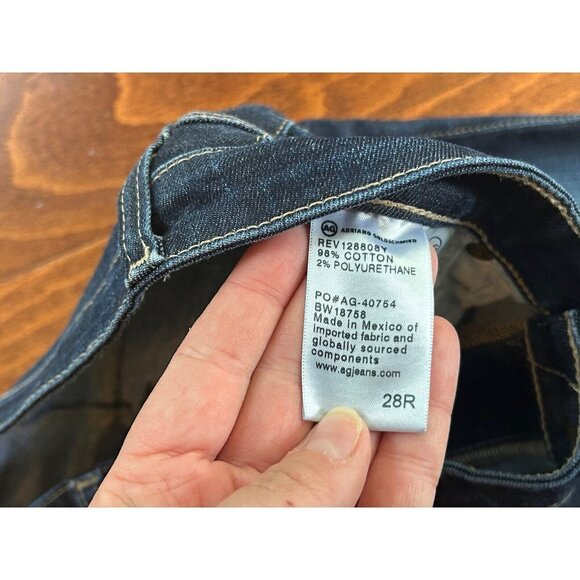 AG ADRIANO GOLDSCHMIED
REV128808Y
98% COTTON
2% POLYURETHANE
PO#AG-40754
BW18758
Made in Mexico of
imported fabric and
globally sourced
components
www.agjeans.com
28R